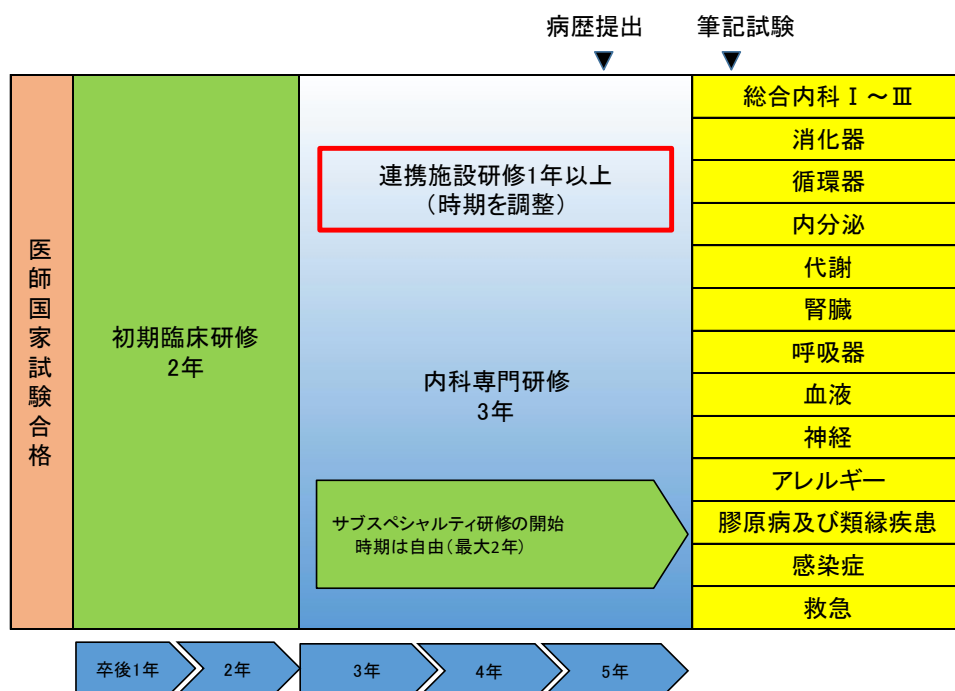 病歴提出
筆記試験
医師国家試験合格
初期臨床研修
2年
連携施設研修1年以上
（時期を調整）
内科専門研修
3年
サブスペシャルティ研修の開始
時期は自由（最大2年）
総合内科Ⅰ～Ⅲ
消化器
循環器
内分泌
代謝
腎臓
呼吸器
血液
神経
アレルギー
膠原病及び類縁疾患
感染症
救急
卒後1年
2年
3年
4年
5年